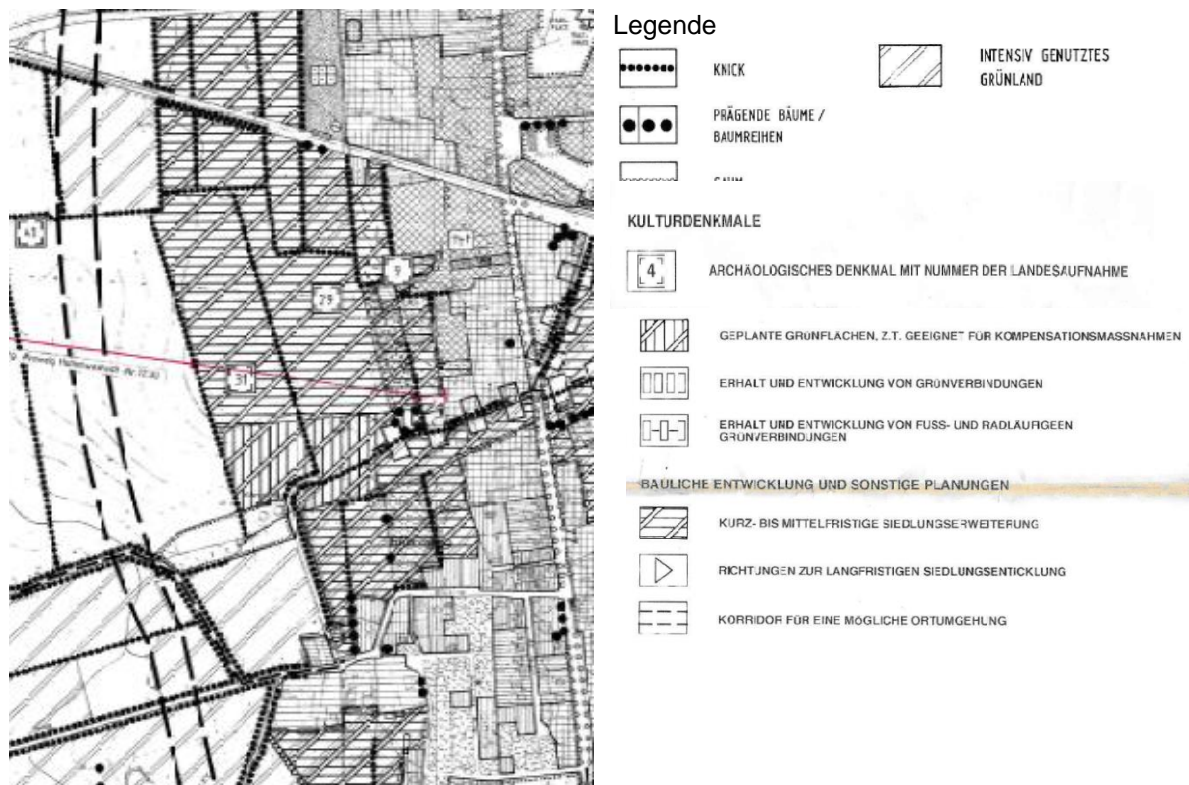 Legende
KNICK
INTENSIV GENUTZTES
GRÜNLAND
PRÄGENDE BÄUME /
BAUMREIHEN
KULTURDENKMALE
4
ARCHÄOLOGISCHES DENKMAL MIT NUMMER DER LANDESAUFNAHME
GEPLANTE GRÜNFLÄCHEN, Z.T. GEEIGNET FÜR KOMPENSATIONSMASSNAHMEN
ERHALT UND ENTWICKLUNG VON GRÜNVERBINDUNGEN
ERHALT UND ENTWICKLUNG VON FUSS- UND RADLÄUFIGEEN
GRÜNVERBINDUNGEN
BAULICHE ENTWICKLUNG UND SONSTIGE PLANUNGEN
KURZ- BIS MITTELFRISTIGE SIEDLUNGSERWEITERUNG
RICHTUNGEN ZUR LANGFRISTIGEN SIEDLUNGSENTICKLUNG
KORRIDOR FÜR EINE MÖGLICHE ORTUMGEHUNG
9
29
31